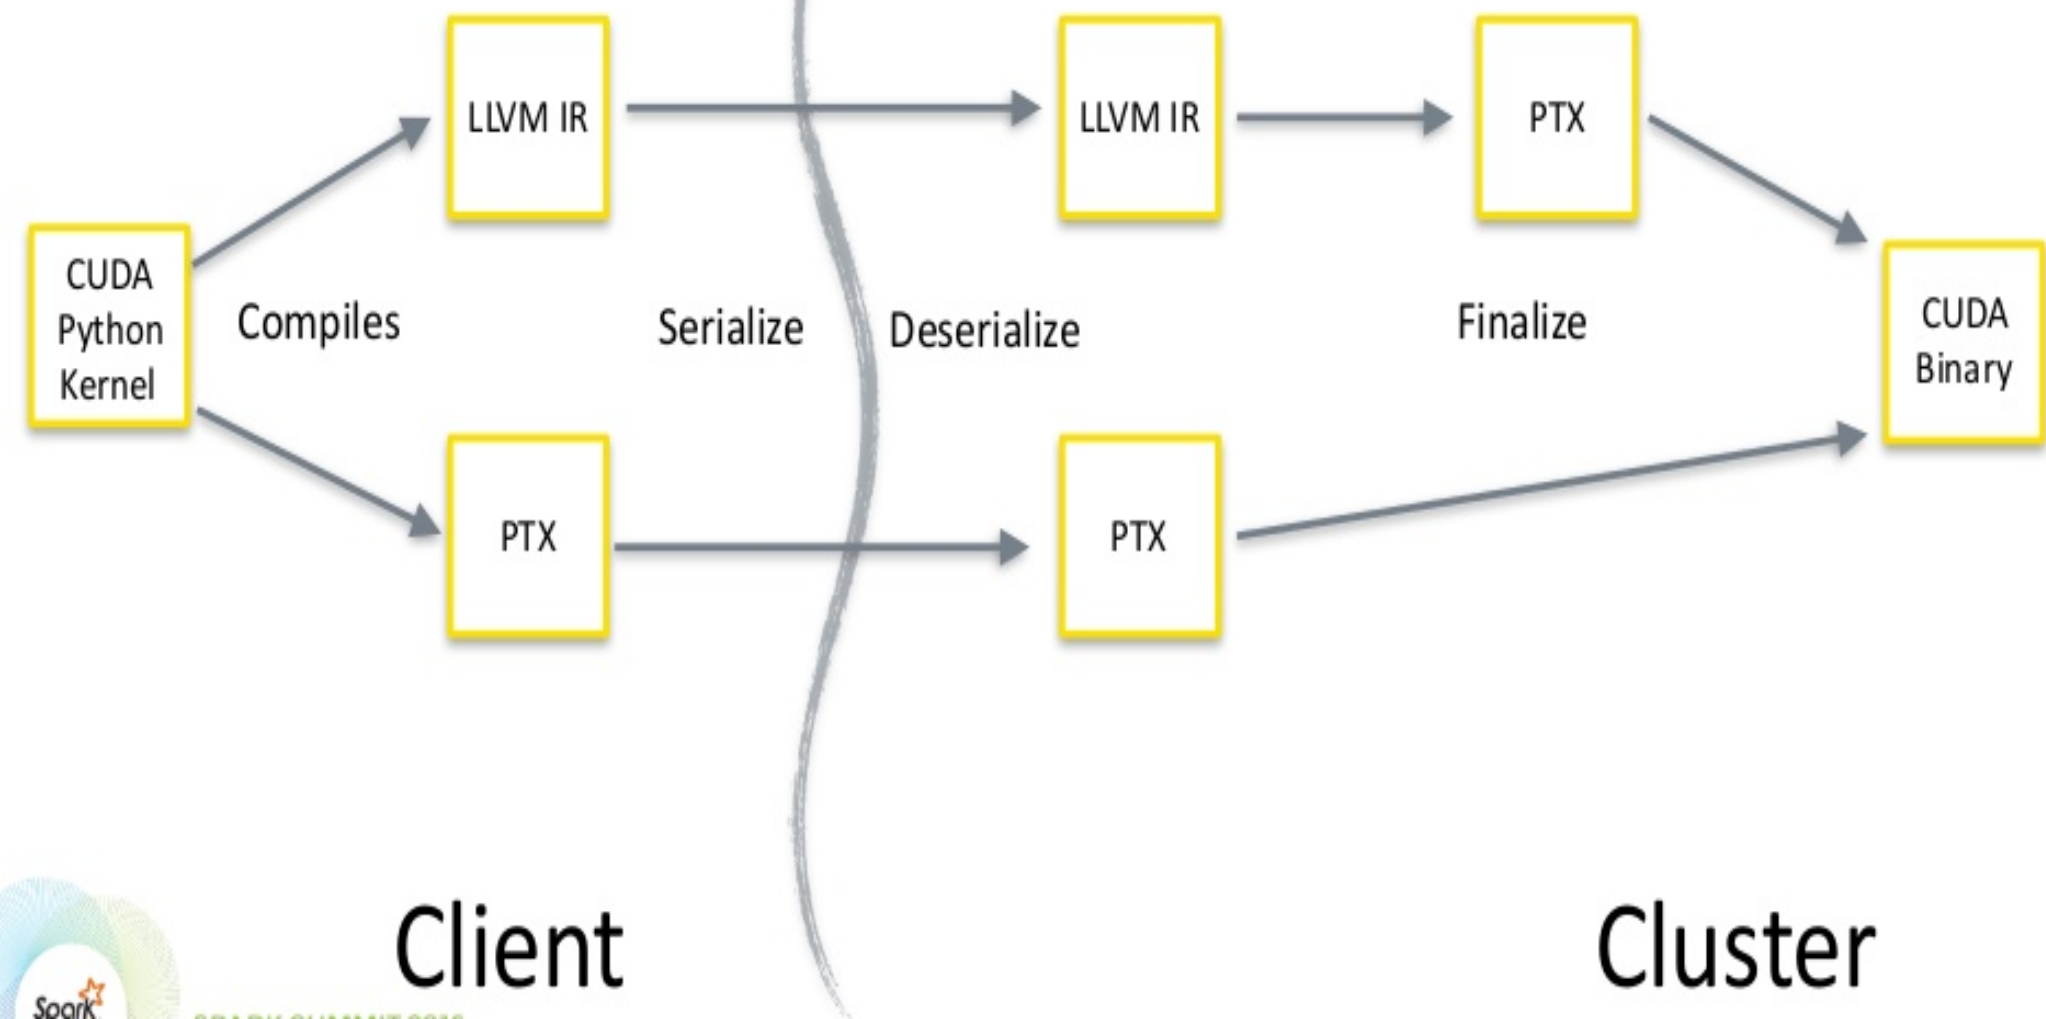 LLVM IR
LLVM IR
PTX
CUDA
Python
Kernel
Compiles
Serialize
Deserialize
Finalize
CUDA
Binary
PTX
PTX
Client
Cluster
Spark